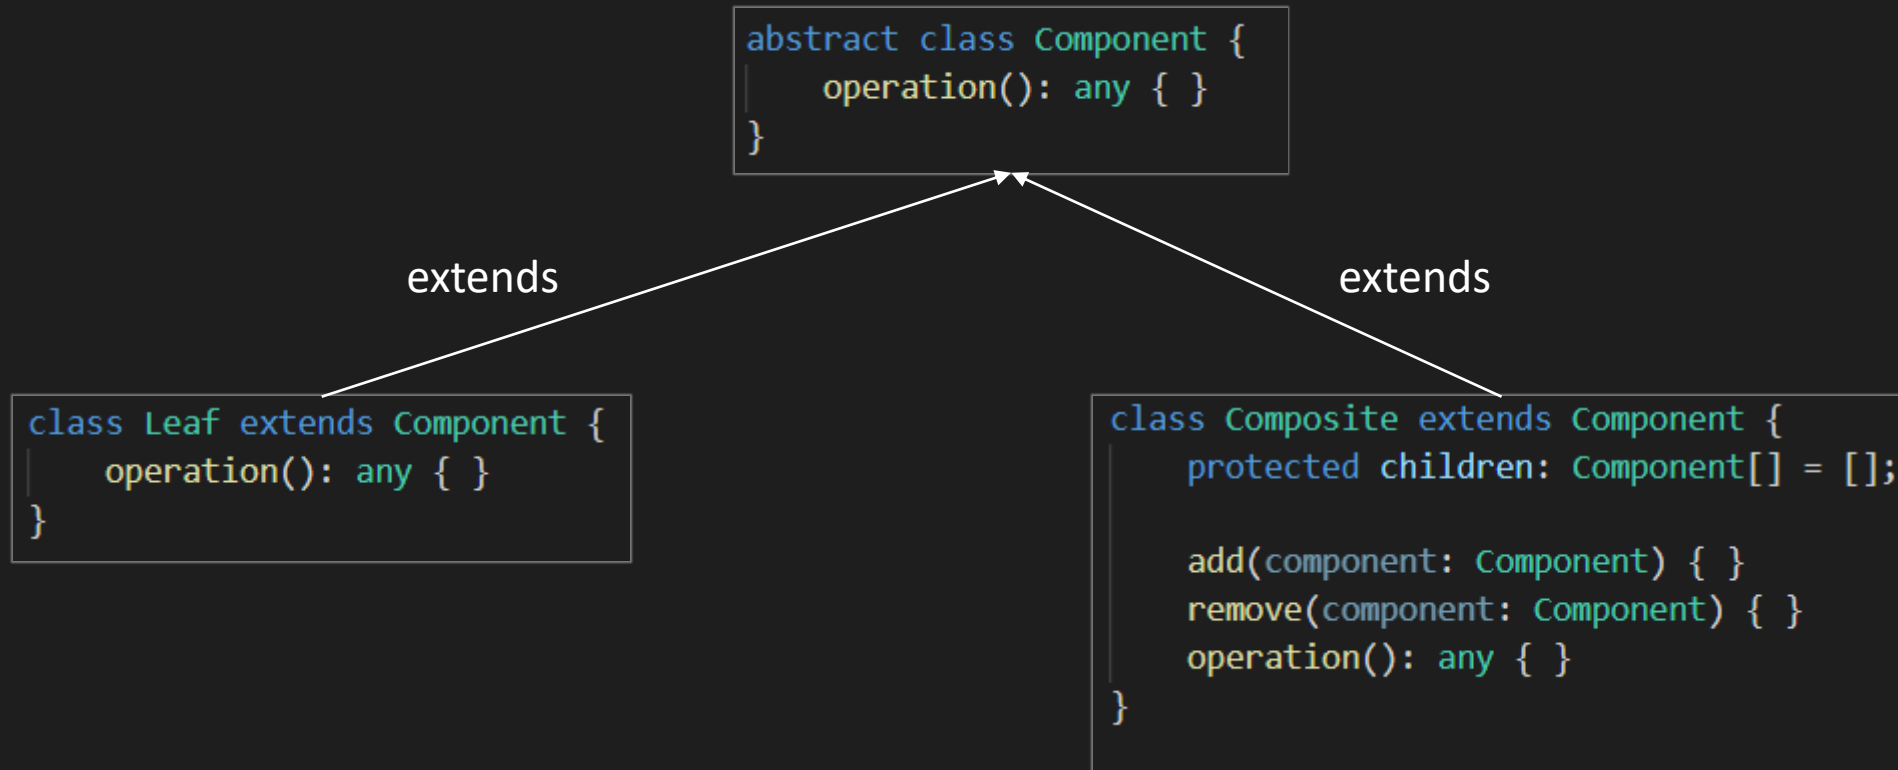 abstract class Component {
operation(): any { }
}
extends
extends
class Leaf extends Component {
operation(): any { }
}
class Composite extends Component {
protected children: Component[] = [];
add(component: Component) { }
remove(component: Component) { }
operation(): any { }
}